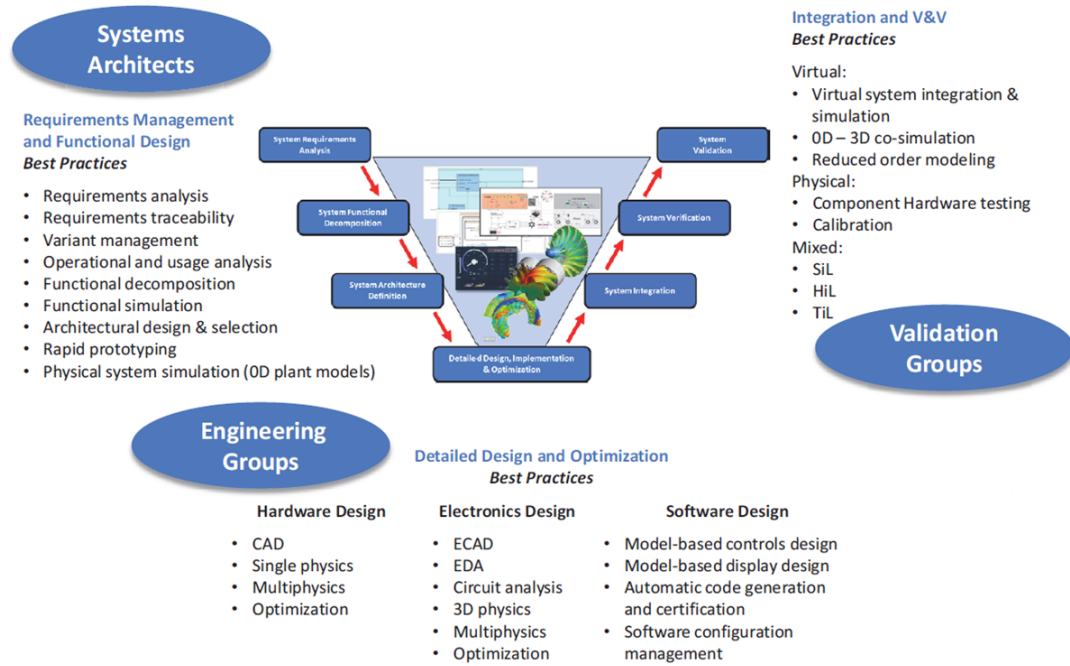 Systems
Architects
Requirements Management
and Functional Design
Best Practices
• Requirements analysis
• Requirements traceability
• Variant management
• Operational and usage analysis
• Functional decomposition
• Functional simulation
• Architectural design & selection
• Rapid prototyping
• Physical system simulation (0D plant models)
System Requirements
Analysis
System Functional
Decomposition
System Architecture
Definition
Detailed Design, Implementation
& Optimization
System Integration
System Verification
System
Validation
Integration and V&V
Best Practices
Virtual:
• Virtual system integration &
simulation
• 0D – 3D co-simulation
• Reduced order modeling
Physical:
• Component Hardware testing
• Calibration
Mixed:
• SiL
• HiL
• TiL
Validation
Groups
Engineering
Groups
Detailed Design and Optimization
Best Practices
Hardware Design
• CAD
• Single physics
• Multiphysics
• Optimization
Electronics Design
• ECAD
• EDA
• Circuit analysis
• 3D physics
• Multiphysics
• Optimization
Software Design
• Model-based controls design
• Model-based display design
• Automatic code generation
and certification
• Software configuration
management